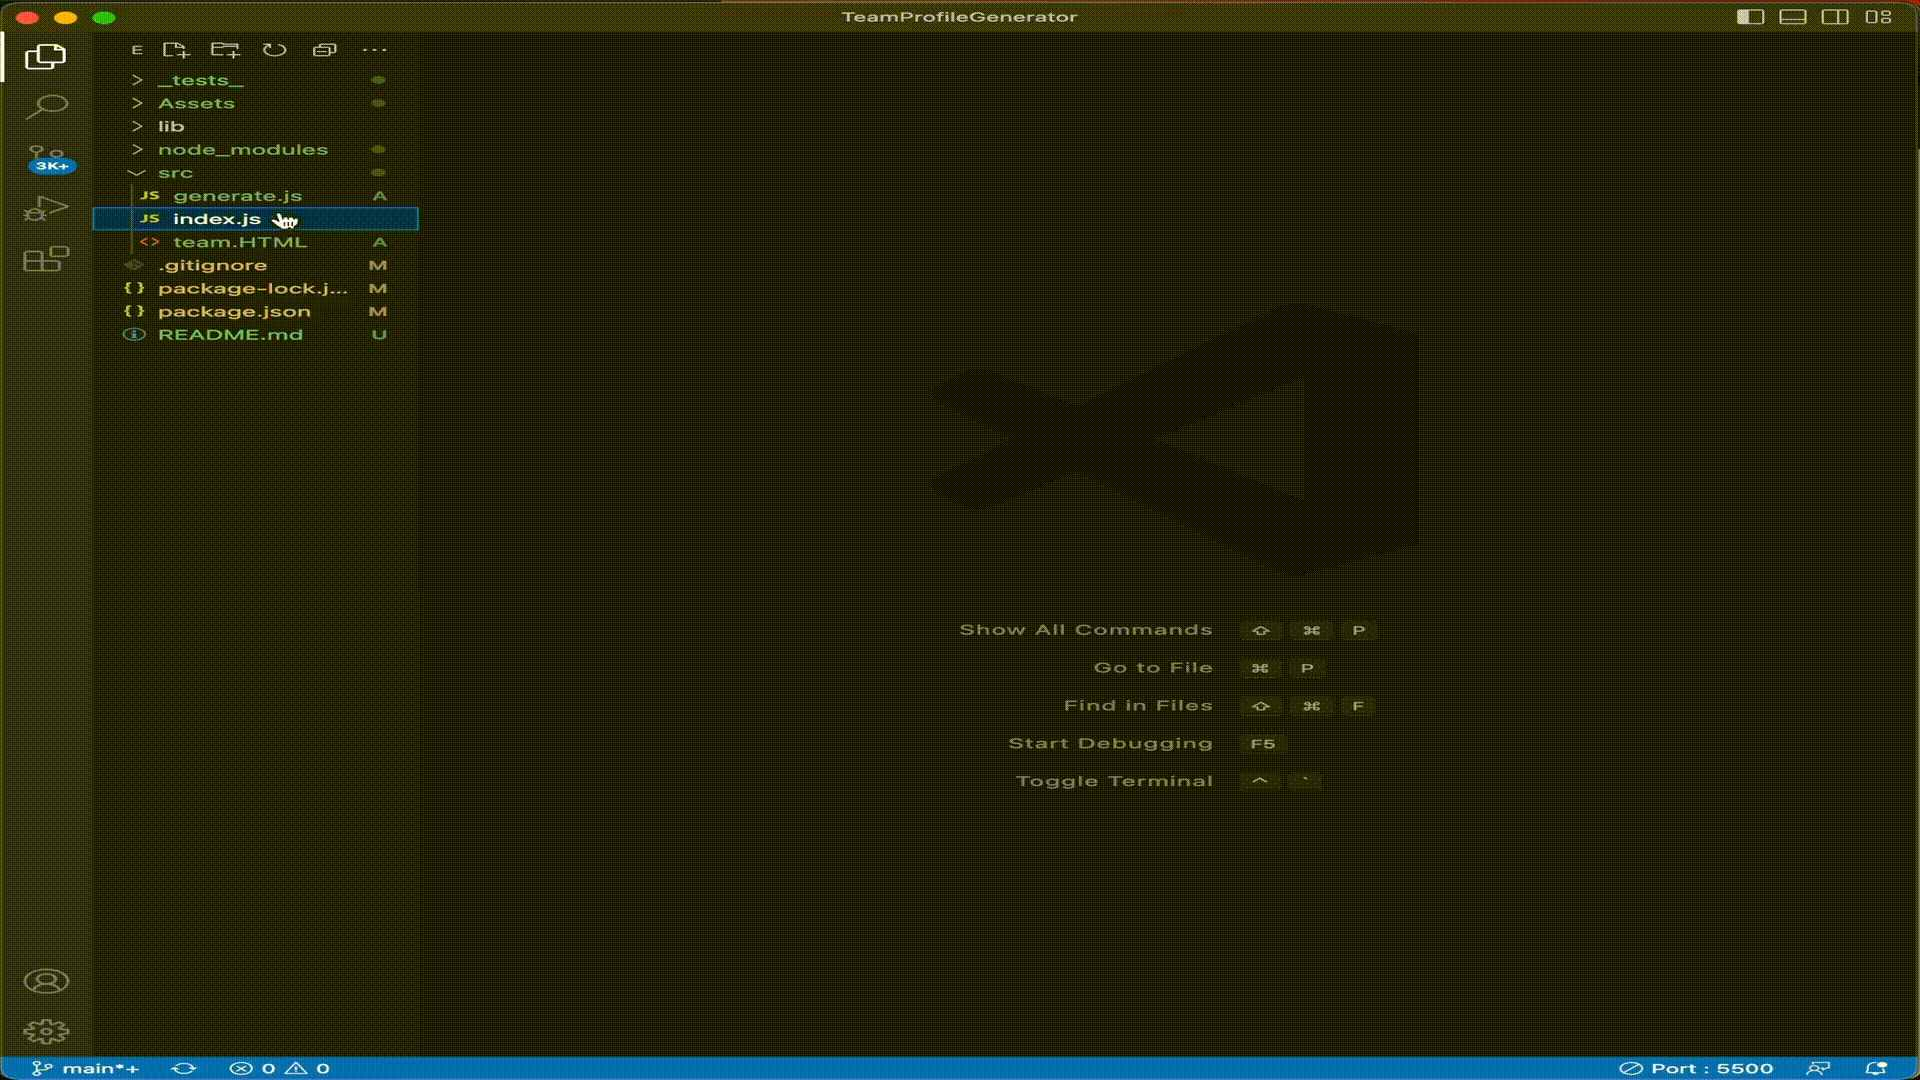 TeamProfileGenerator
E
_tests_
Assets
lib
node_modules
src
JS generate.js A
JS index.js
<> team.HTML A
.gitignore M
{} package-lock.j... M
{} package.json M
README.md U
3K+
Show All Commands ⇧ ⌘ P
Go to File ⌘ P
Find in Files ⇧ ⌘ F
Start Debugging F5
Toggle Terminal ^ `
main*+ 0 0 Port : 5500